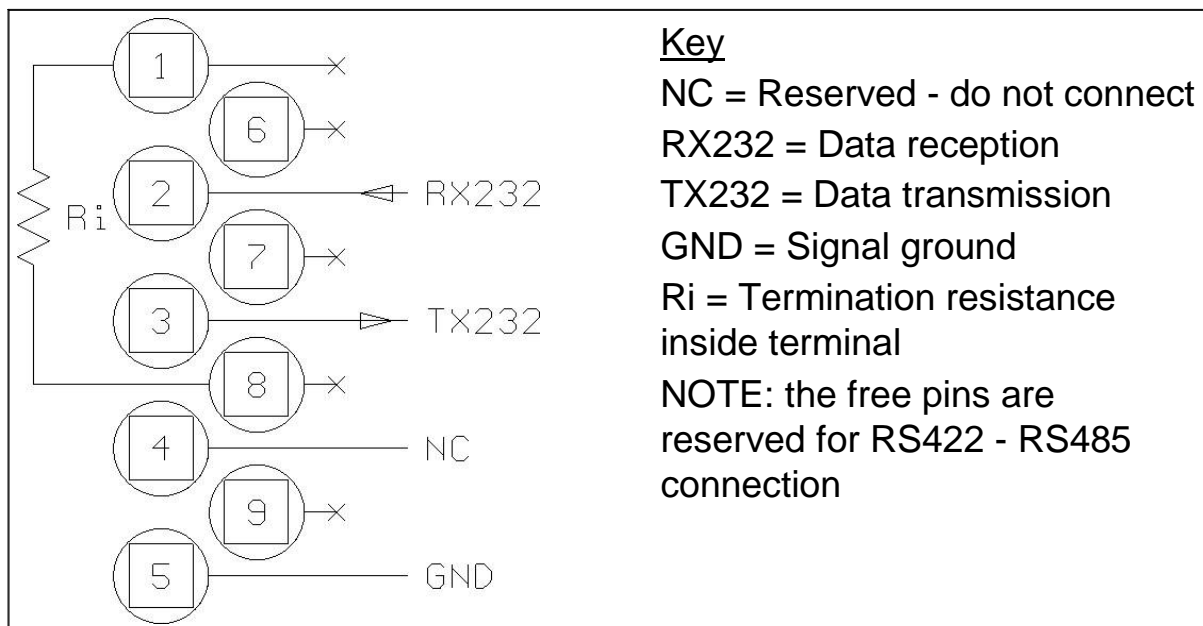 1
6
2
RX232
Ri
7
3
TX232
8
4
NC
9
5
GND
Key
NC = Reserved - do not connect
RX232 = Data reception
TX232 = Data transmission
GND = Signal ground
Ri = Termination resistance
inside terminal
NOTE: the free pins are
reserved for RS422 - RS485
connection